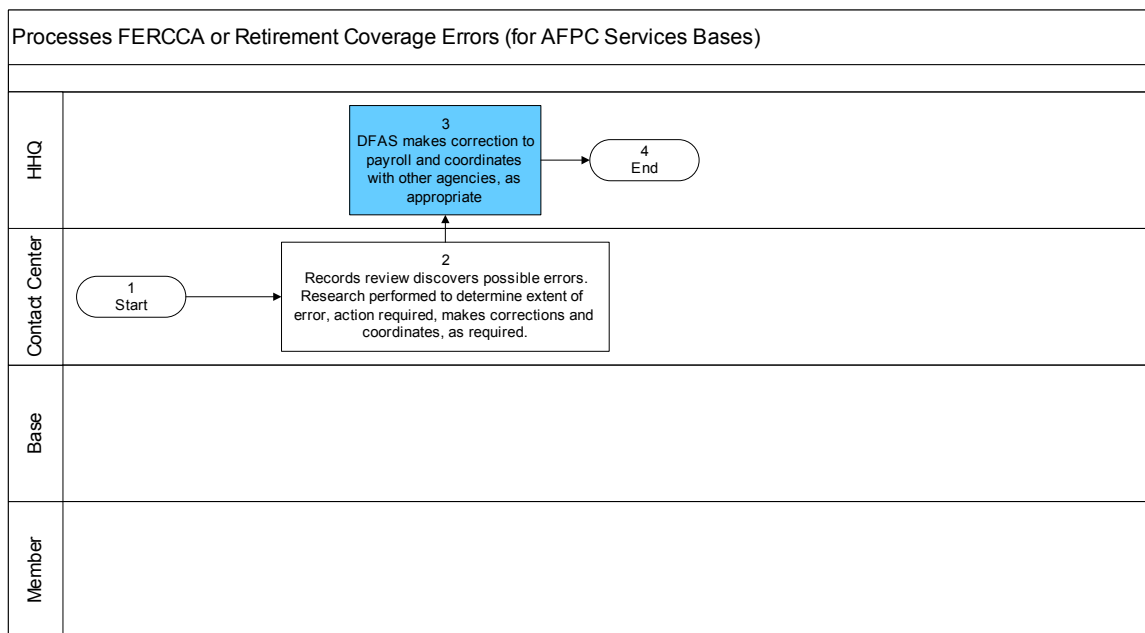 Processes FERCCA or Retirement Coverage Errors (for AFPC Services Bases)
HHQ
3
DFAS makes correction to
payroll and coordinates
with other agencies, as
appropriate
4
End
Contact Center
1
Start
2
Records review discovers possible errors.
Research performed to determine extent of
error, action required, makes corrections and
coordinates, as required.
Base
Member